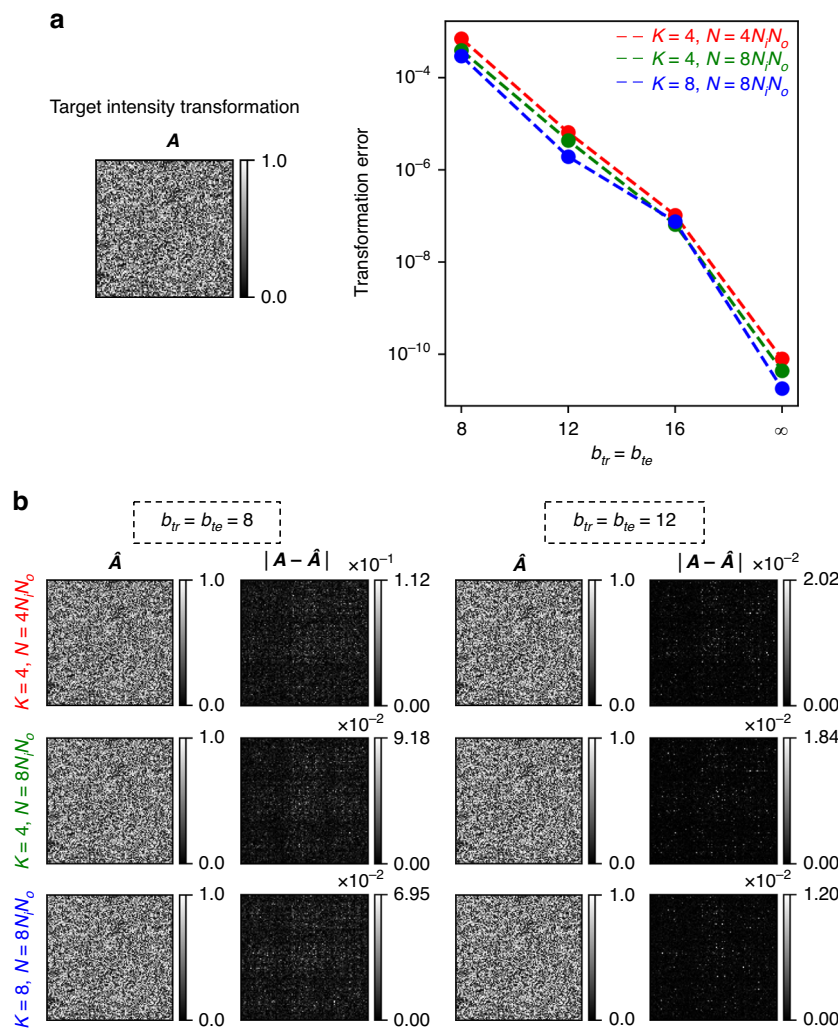 a
Target intensity transformation
A
1.0
0.0
Transformation error
10⁻⁴
10⁻⁶
10⁻⁸
10⁻¹⁰
K = 4, N = 4NᵢNₒ
K = 4, N = 8NᵢNₒ
K = 8, N = 8NᵢNₒ
8 12 16 ∞
bₜᵣ = bₜₑ
b
bₜᵣ = bₜₑ = 8
bₜᵣ = bₜₑ = 12
Â |A – Â| ×10⁻¹ Â |A – Â| ×10⁻²
K = 4, N = 4NᵢNₒ
1.0 1.12 1.0 2.02
0.0 0.00 0.0 0.00
×10⁻² ×10⁻²
K = 4, N = 8NᵢNₒ
1.0 9.18 1.0 1.84
0.0 0.00 0.0 0.00
×10⁻² ×10⁻²
K = 8, N = 8NᵢNₒ
1.0 6.95 1.0 1.20
0.0 0.00 0.0 0.00